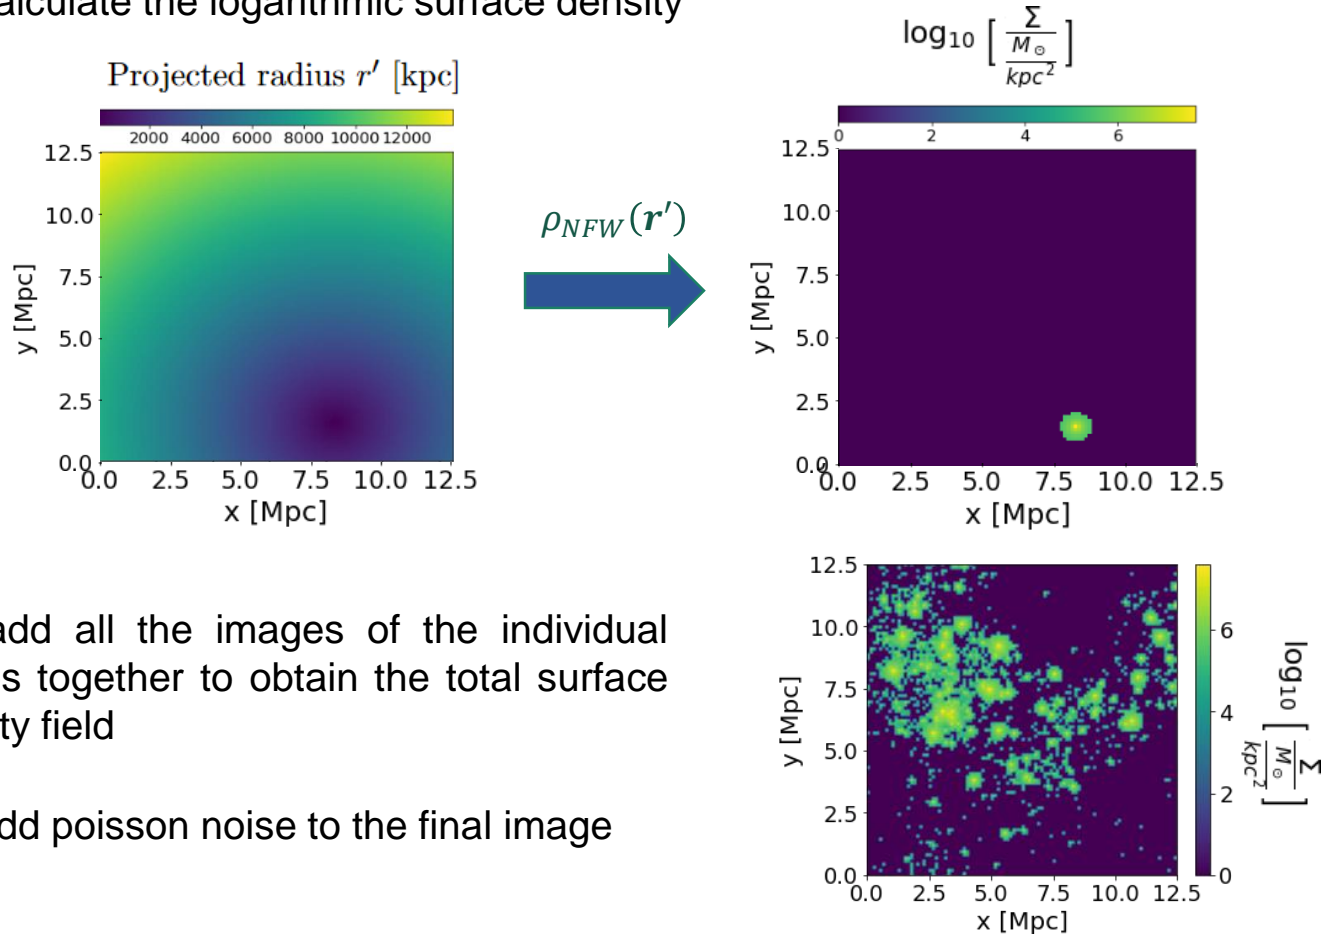 alculate the logarithmic surface density
Projected radius r′ [kpc]
2000 4000 6000 8000 10000 12000
12.5
10.0
7.5
5.0
2.5
0.0
y [Mpc]
0.0 2.5 5.0 7.5 10.0 12.5
x [Mpc]
ρNFW(r′)
log10 [ Σ / (M⊙ / kpc²) ]
0 2 4 6
12.5
10.0
7.5
5.0
2.5
0.0
y [Mpc]
0.0 2.5 5.0 7.5 10.0 12.5
x [Mpc]
add all the images of the individual
s together to obtain the total surface
ty field
dd poisson noise to the final image
12.5
10.0
7.5
5.0
2.5
0.0
y [Mpc]
0.0 2.5 5.0 7.5 10.0 12.5
x [Mpc]
6
4
2
0
log10 [ Σ / (M⊙ / kpc²) ]